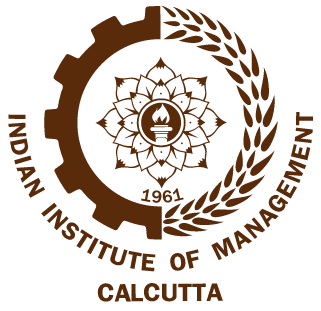 1961
INDIAN INSTITUTE OF MANAGEMENT
CALCUTTA